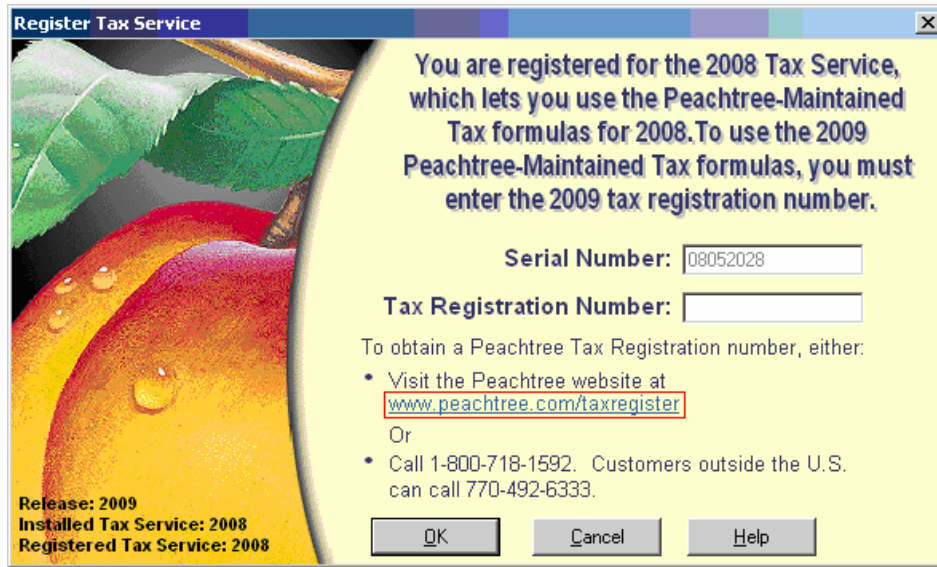 Register Tax Service
You are registered for the 2008 Tax Service,
which lets you use the Peachtree-Maintained
Tax formulas for 2008.To use the 2009
Peachtree-Maintained Tax formulas, you must
enter the 2009 tax registration number.
Serial Number: 08052028
Tax Registration Number:
To obtain a Peachtree Tax Registration number, either:
• Visit the Peachtree website at
www.peachtree.com/taxregister
Or
• Call 1-800-718-1592. Customers outside the U.S.
can call 770-492-6333.
Release: 2009
Installed Tax Service: 2008
Registered Tax Service: 2008
OK Cancel Help